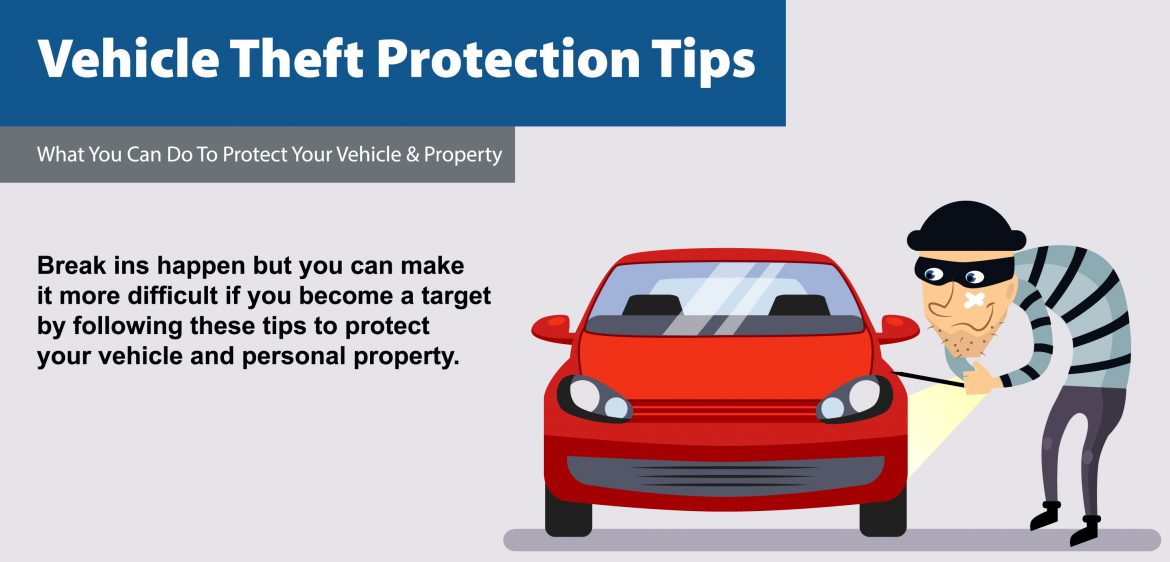 Vehicle Theft Protection Tips
What You Can Do To Protect Your Vehicle & Property
Break ins happen but you can make
it more difficult if you become a target
by following these tips to protect
your vehicle and personal property.